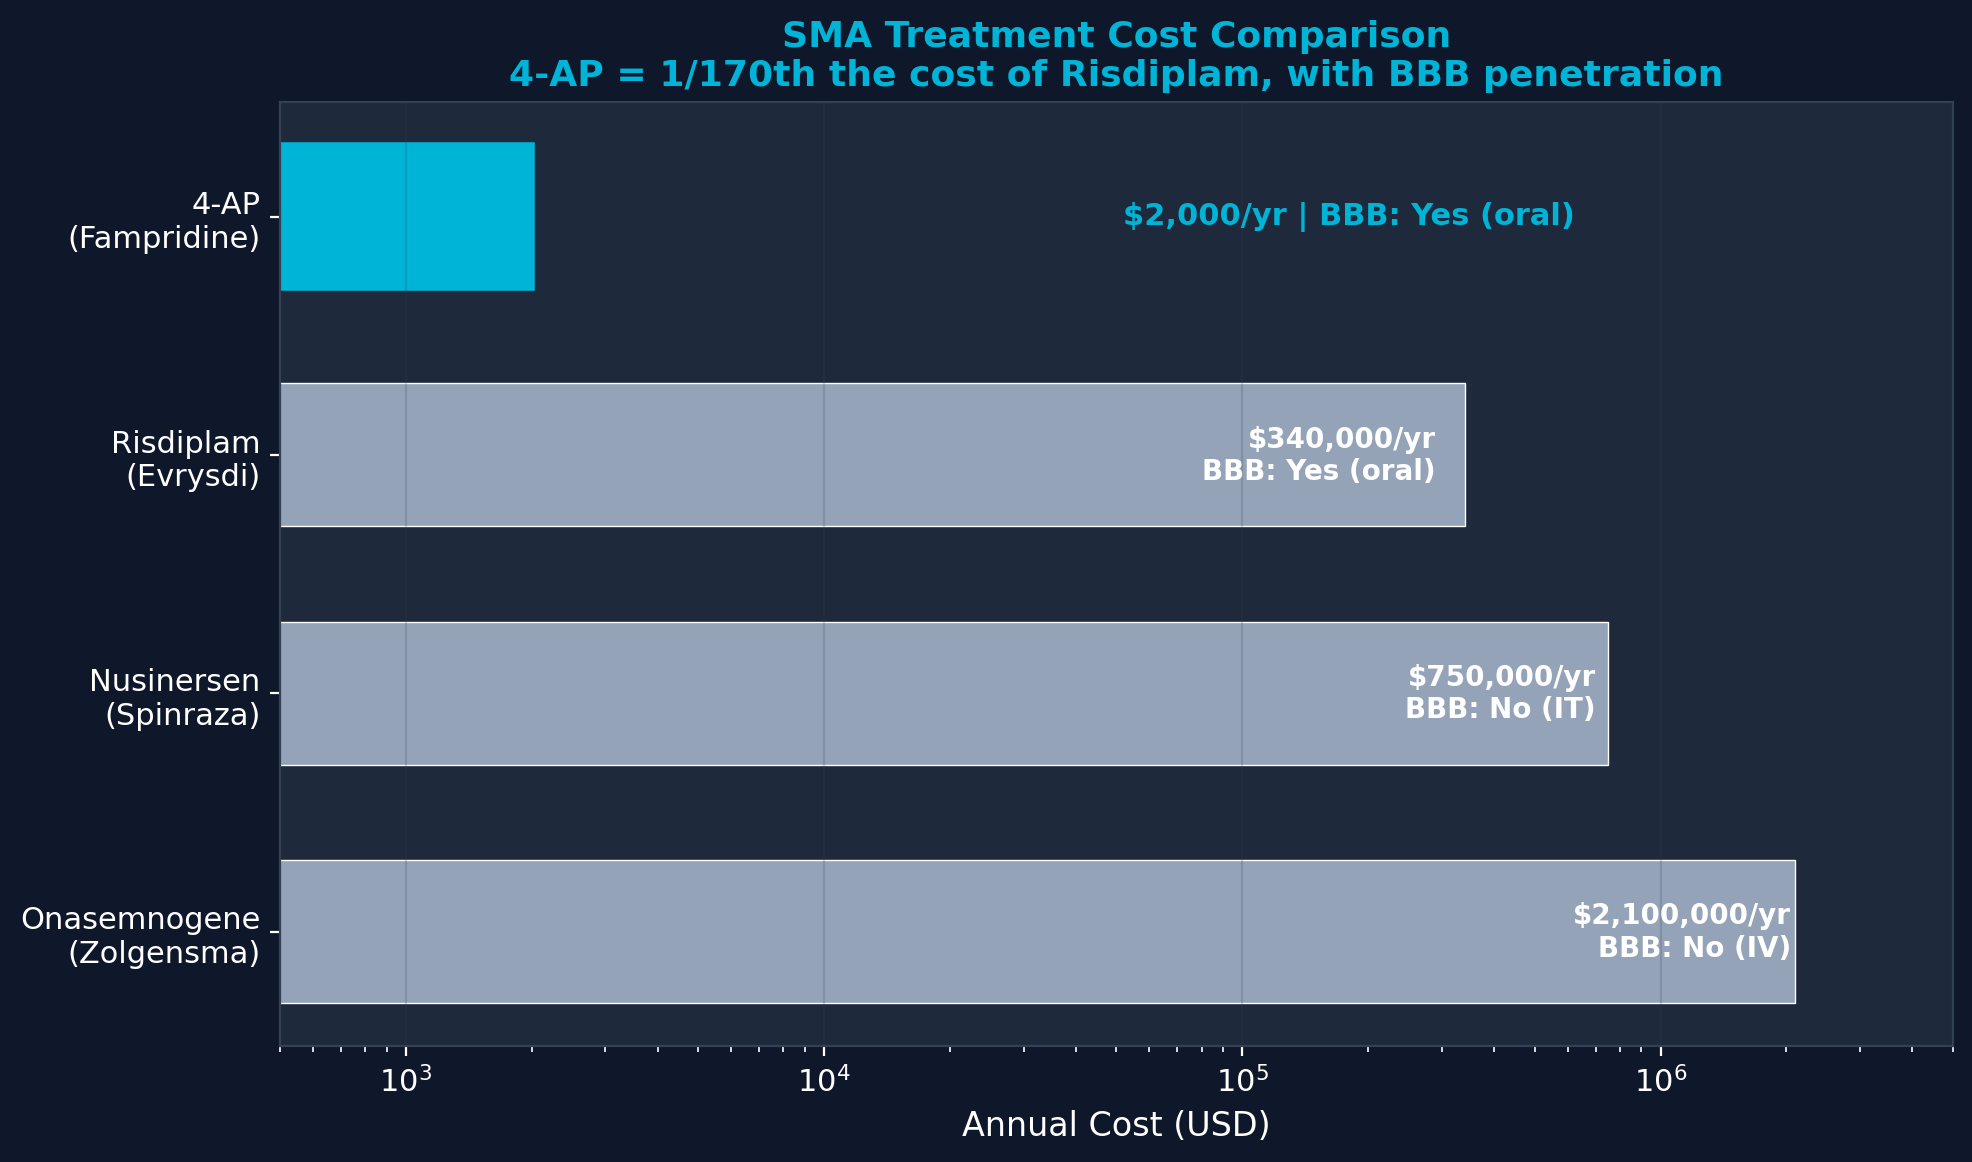 SMA Treatment Cost Comparison
4-AP = 1/170th the cost of Risdiplam, with BBB penetration
4-AP
(Fampridine)
$2,000/yr | BBB: Yes (oral)
Risdiplam
(Evrysdi)
$340,000/yr
BBB: Yes (oral)
Nusinersen
(Spinraza)
$750,000/yr
BBB: No (IT)
Onasemnogene
(Zolgensma)
$2,100,000/yr
BBB: No (IV)
10³ 10⁴ 10⁵ 10⁶
Annual Cost (USD)